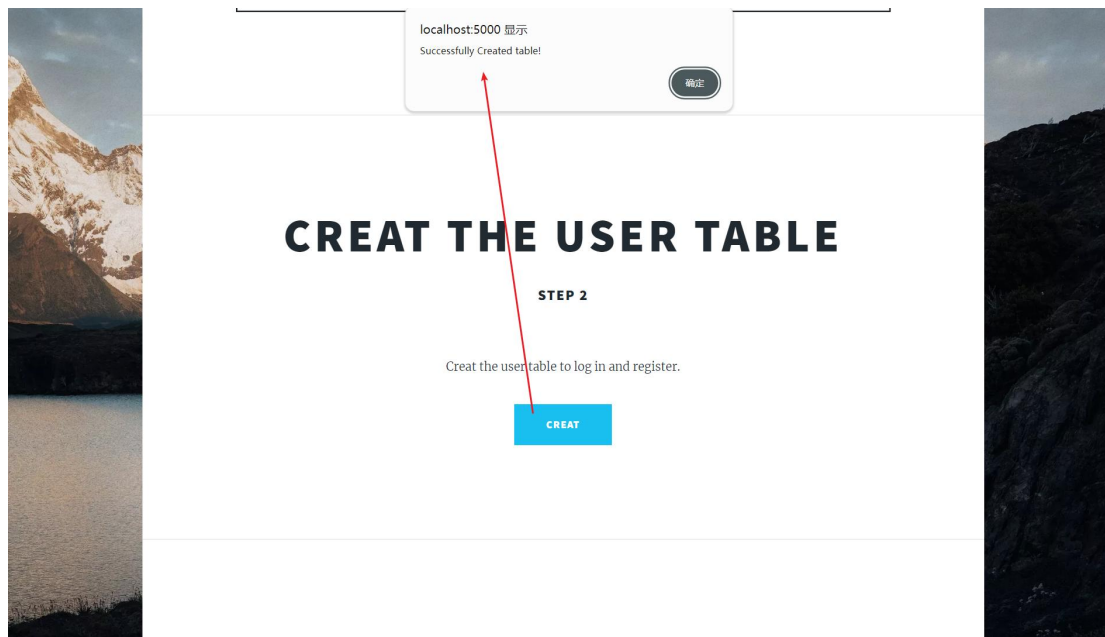 localhost:5000 显示
Successfully Created table!
确定
CREAT THE USER TABLE
STEP 2
Creat the user table to log in and register.
CREAT